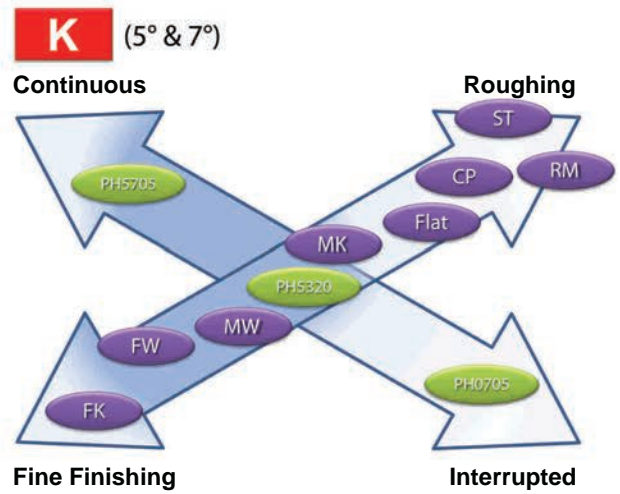 K (5° & 7°)
Continuous Roughing
ST
PH5705 CP RM
Flat
MK
PH5320
MW
FW
PH0705
FK
Fine Finishing Interrupted